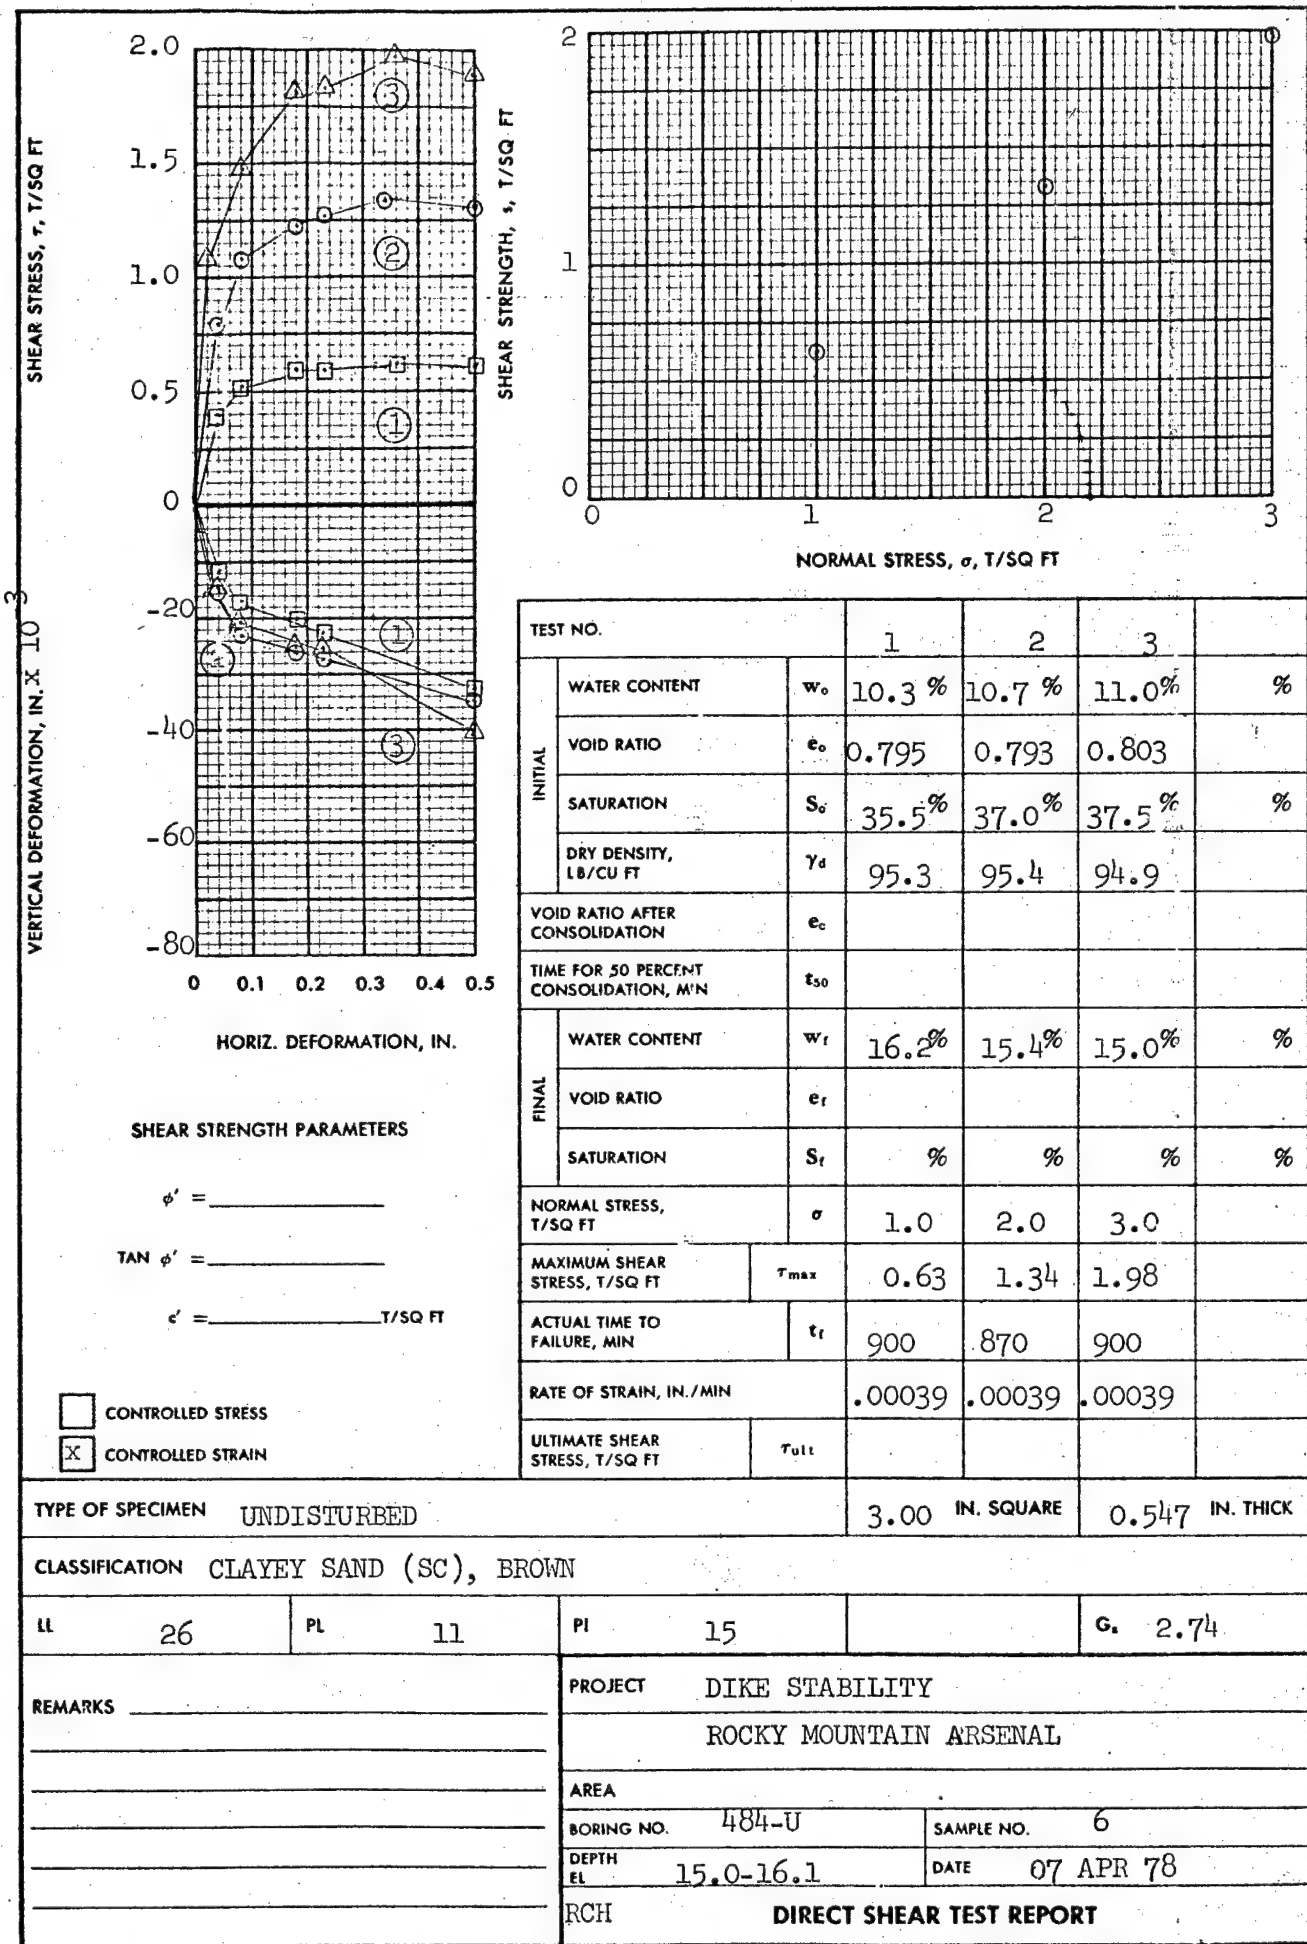 2.0
1.5
1.0
0.5
0
-20
-40
-60
-80
SHEAR STRESS, τ, T/SQ FT
VERTICAL DEFORMATION, IN. X 10 3
3
2
1
1
3
0 0.1 0.2 0.3 0.4 0.5
HORIZ. DEFORMATION, IN.
SHEAR STRENGTH, s, T/SQ FT
2
1
0
0 1 2 3
NORMAL STRESS, σ, T/SQ FT
SHEAR STRENGTH PARAMETERS
φ' =
TAN φ' =
c' = T/SQ FT
CONTROLLED STRESS
X CONTROLLED STRAIN
TEST NO. 1 2 3
INITIAL
WATER CONTENT wo 10.3 % 10.7 % 11.0% %
VOID RATIO eo 0.795 0.793 0.803
SATURATION So 35.5% 37.0% 37.5% %
DRY DENSITY, LB/CU FT γd 95.3 95.4 94.9
VOID RATIO AFTER CONSOLIDATION ec
TIME FOR 50 PERCENT CONSOLIDATION, MIN t50
FINAL
WATER CONTENT wf 16.2% 15.4% 15.0% %
VOID RATIO ef
SATURATION Sf % % % %
NORMAL STRESS, T/SQ FT σ 1.0 2.0 3.0
MAXIMUM SHEAR STRESS, T/SQ FT τmax 0.63 1.34 1.98
ACTUAL TIME TO FAILURE, MIN tf 900 870 900
RATE OF STRAIN, IN./MIN .00039 .00039 .00039
ULTIMATE SHEAR STRESS, T/SQ FT τult
TYPE OF SPECIMEN UNDISTURBED 3.00 IN. SQUARE 0.547 IN. THICK
CLASSIFICATION CLAYEY SAND (SC), BROWN
LL 26 PL 11 PI 15 Gs 2.74
REMARKS
PROJECT DIKE STABILITY
ROCKY MOUNTAIN ARSENAL
AREA
BORING NO. 484-U SAMPLE NO. 6
DEPTH EL 15.0-16.1 DATE 07 APR 78
RCH DIRECT SHEAR TEST REPORT